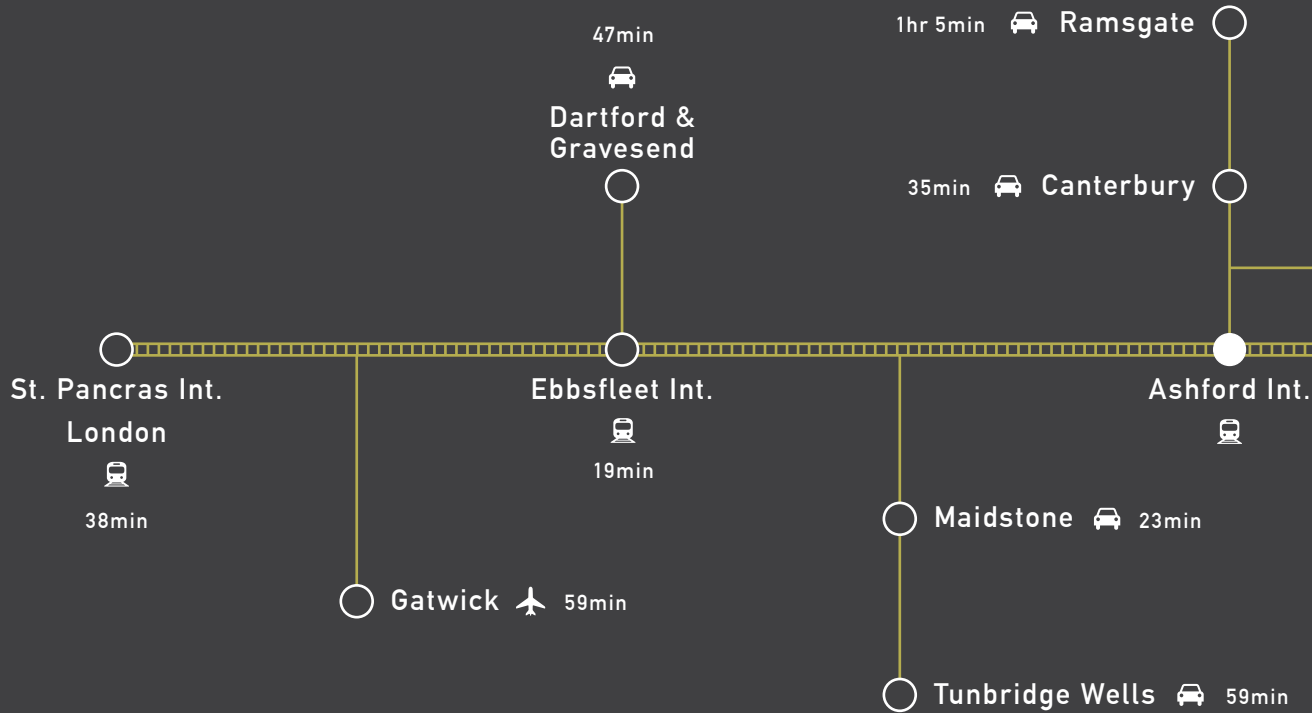 47min
Dartford &
Gravesend
1hr 5min Ramsgate
35min Canterbury
St. Pancras Int.
London
38min
Ebbsfleet Int.
19min
Ashford Int.
Maidstone 23min
Gatwick 59min
Tunbridge Wells 59min